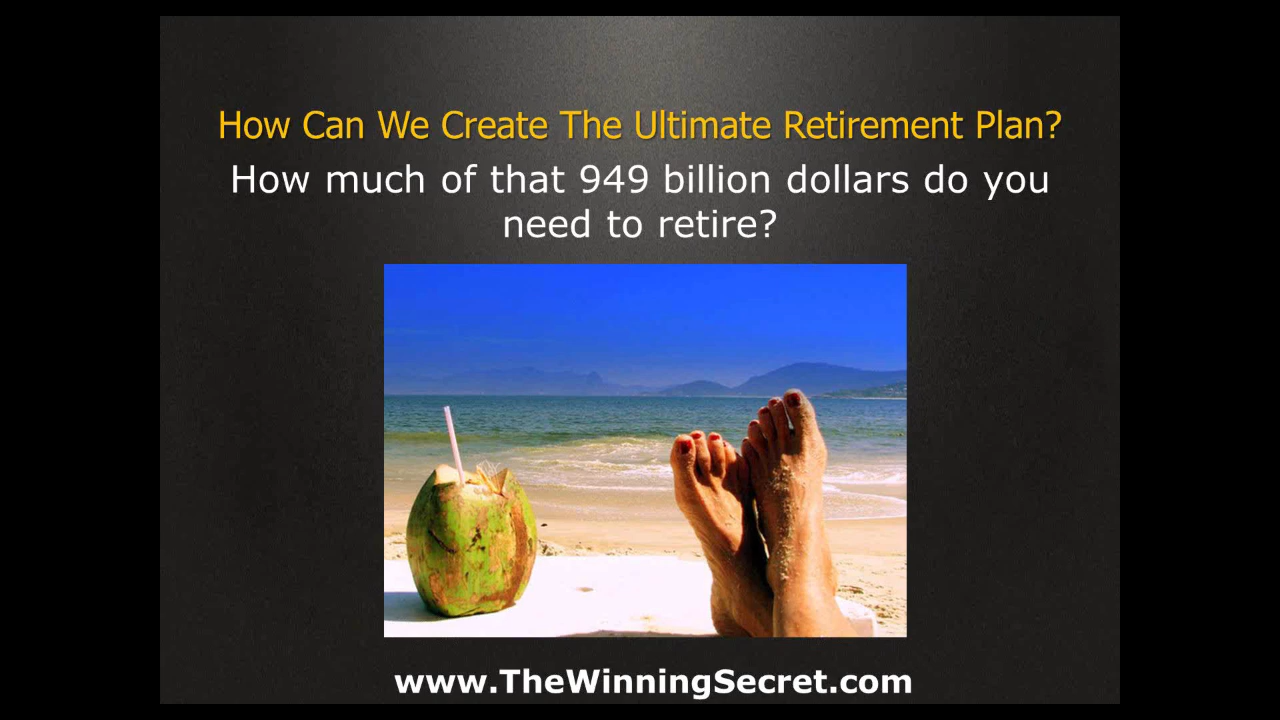 How Can We Create The Ultimate Retirement Plan?
How much of that 949 billion dollars do you
need to retire?
www.TheWinningSecret.com